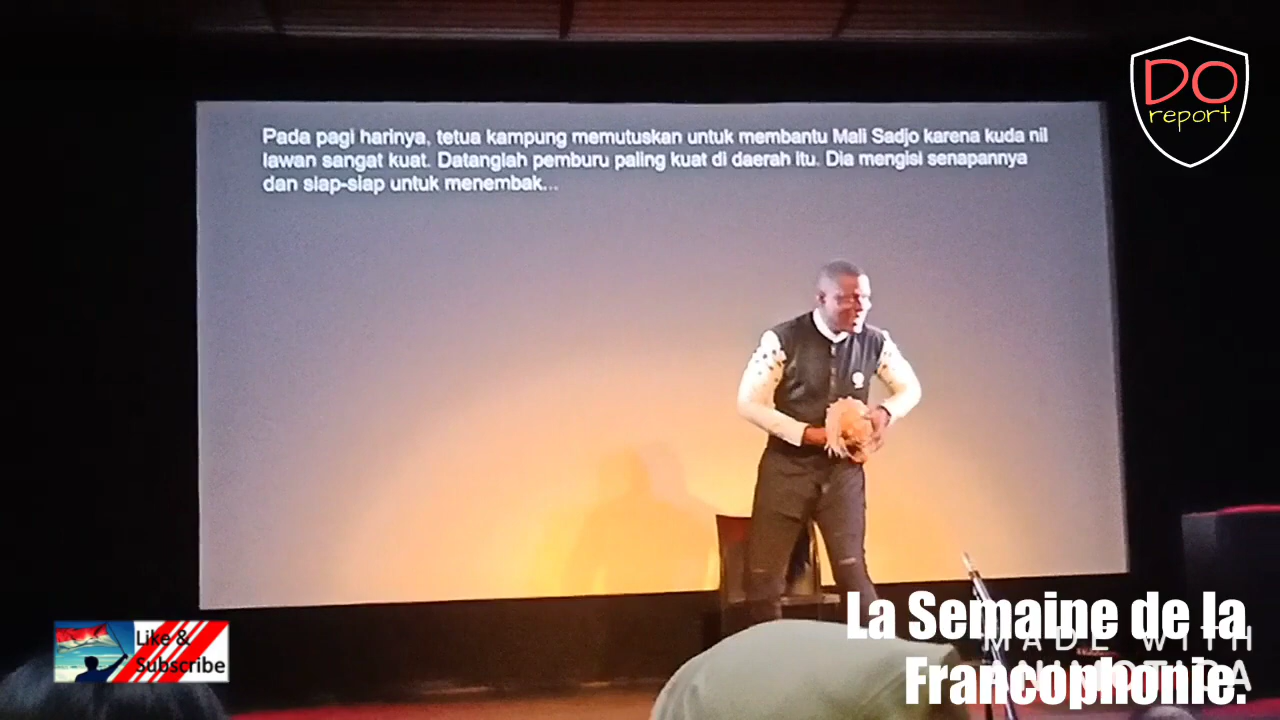 DO
report
Pada pagi harinya, tetua kampung memutuskan untuk membantu Mali Sadjo karena kuda nil
lawan sangat kuat. Datanglah pemburu paling kuat di daerah itu. Dia mengisi senapannya
dan siap-siap untuk menembak...
Like &
Subscribe
La Semaine de la
Francophonie.
MADE WITH